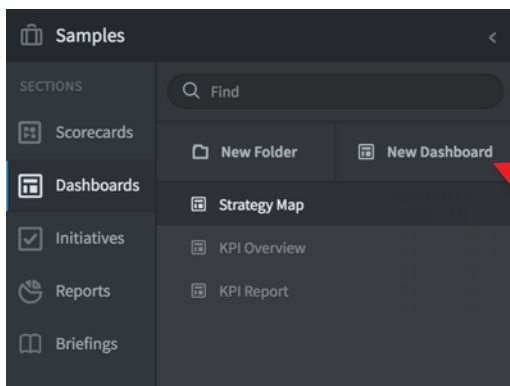 Samples
SECTIONS
Scorecards
Dashboards
Initiatives
Reports
Briefings
Find
New Folder
New Dashboard
Strategy Map
KPI Overview
KPI Report